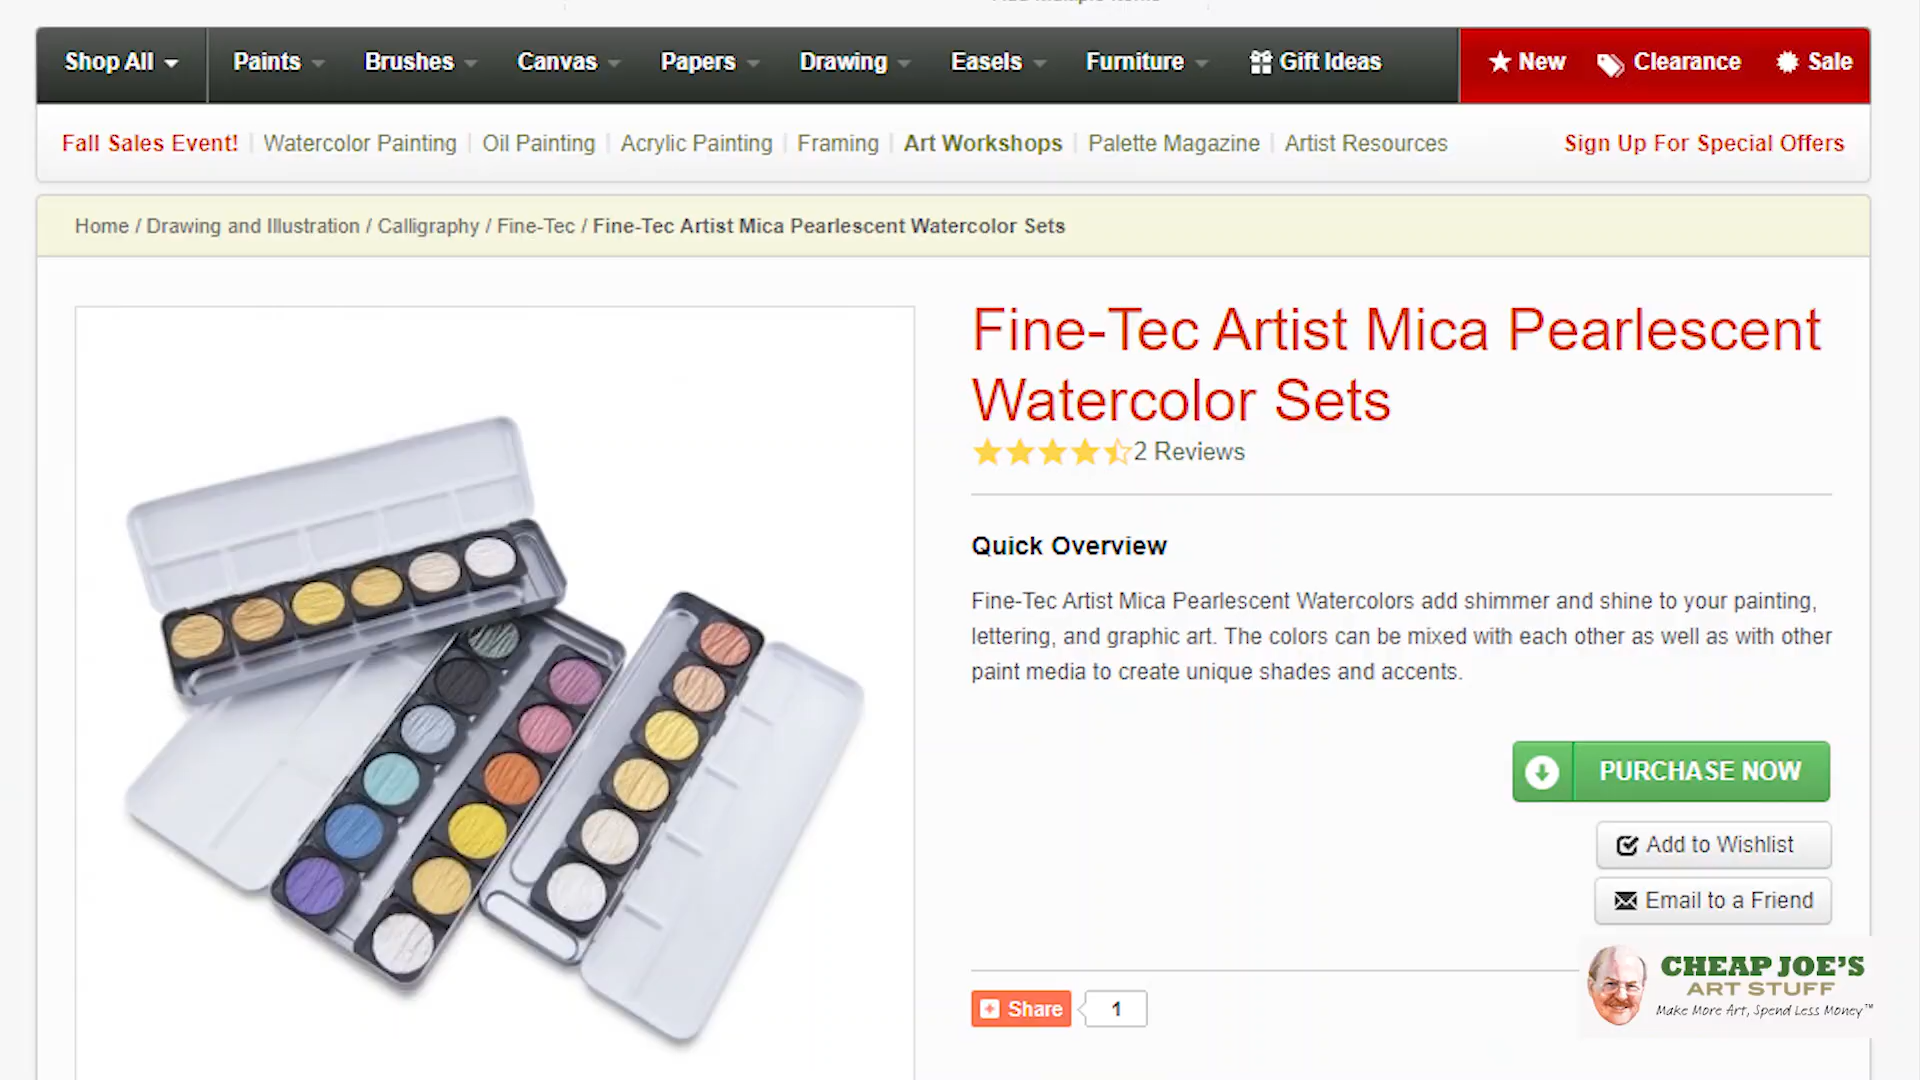 Shop All Paints Brushes Canvas Papers Drawing Easels Furniture Gift Ideas New Clearance Sale
Fall Sales Event! Watercolor Painting Oil Painting Acrylic Painting Framing Art Workshops Palette Magazine Artist Resources Sign Up For Special Offers
Home / Drawing and Illustration / Calligraphy / Fine-Tec / Fine-Tec Artist Mica Pearlescent Watercolor Sets
Fine-Tec Artist Mica Pearlescent
Watercolor Sets
2 Reviews
Quick Overview
Fine-Tec Artist Mica Pearlescent Watercolors add shimmer and shine to your painting,
lettering, and graphic art. The colors can be mixed with each other as well as with other
paint media to create unique shades and accents.
PURCHASE NOW
Add to Wishlist
Email to a Friend
CHEAP JOE'S
ART STUFF
Make More Art, Spend Less Money™
Share 1